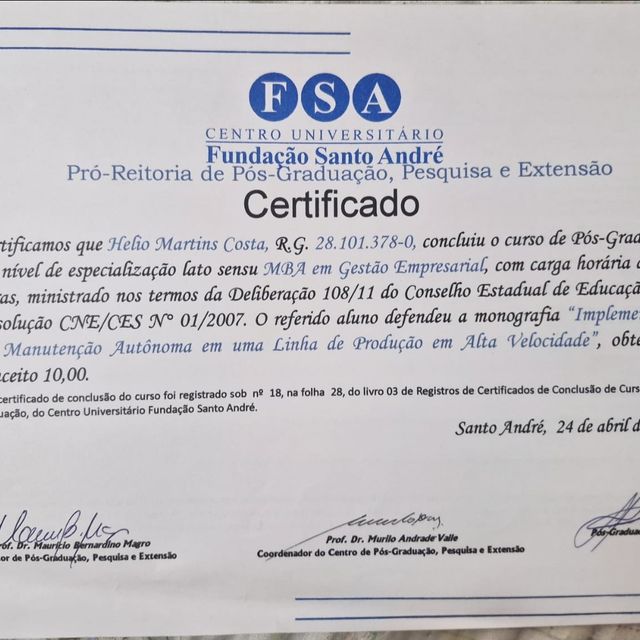 FSA
CENTRO UNIVERSITÁRIO
Fundação Santo André
Pró-Reitoria de Pós-Graduação, Pesquisa e Extensão
Certificado
rtificamos que Helio Martins Costa, R.G. 28.101.378-0, concluiu o curso de Pós-Grad
nível de especialização lato sensu MBA em Gestão Empresarial, com carga horária d
as, ministrado nos termos da Deliberação 108/11 do Conselho Estadual de Educaçã
solução CNE/CES Nº 01/2007. O referido aluno defendeu a monografia “Impleme
Manutenção Autônoma em uma Linha de Produção em Alta Velocidade”, obte
ceito 10,00.
certificado de conclusão do curso foi registrado sob nº 18, na folha 28, do livro 03 de Registros de Certificados de Conclusão de Curs
uação, do Centro Universitário Fundação Santo André.
Santo André, 24 de abril d
rof. Dr. Maurício Bernardino Magro
or de Pós-Graduação, Pesquisa e Extensão
Prof. Dr. Murilo Andrade Valle
Coordenador do Centro de Pós-Graduação, Pesquisa e Extensão
Pós-Gradua